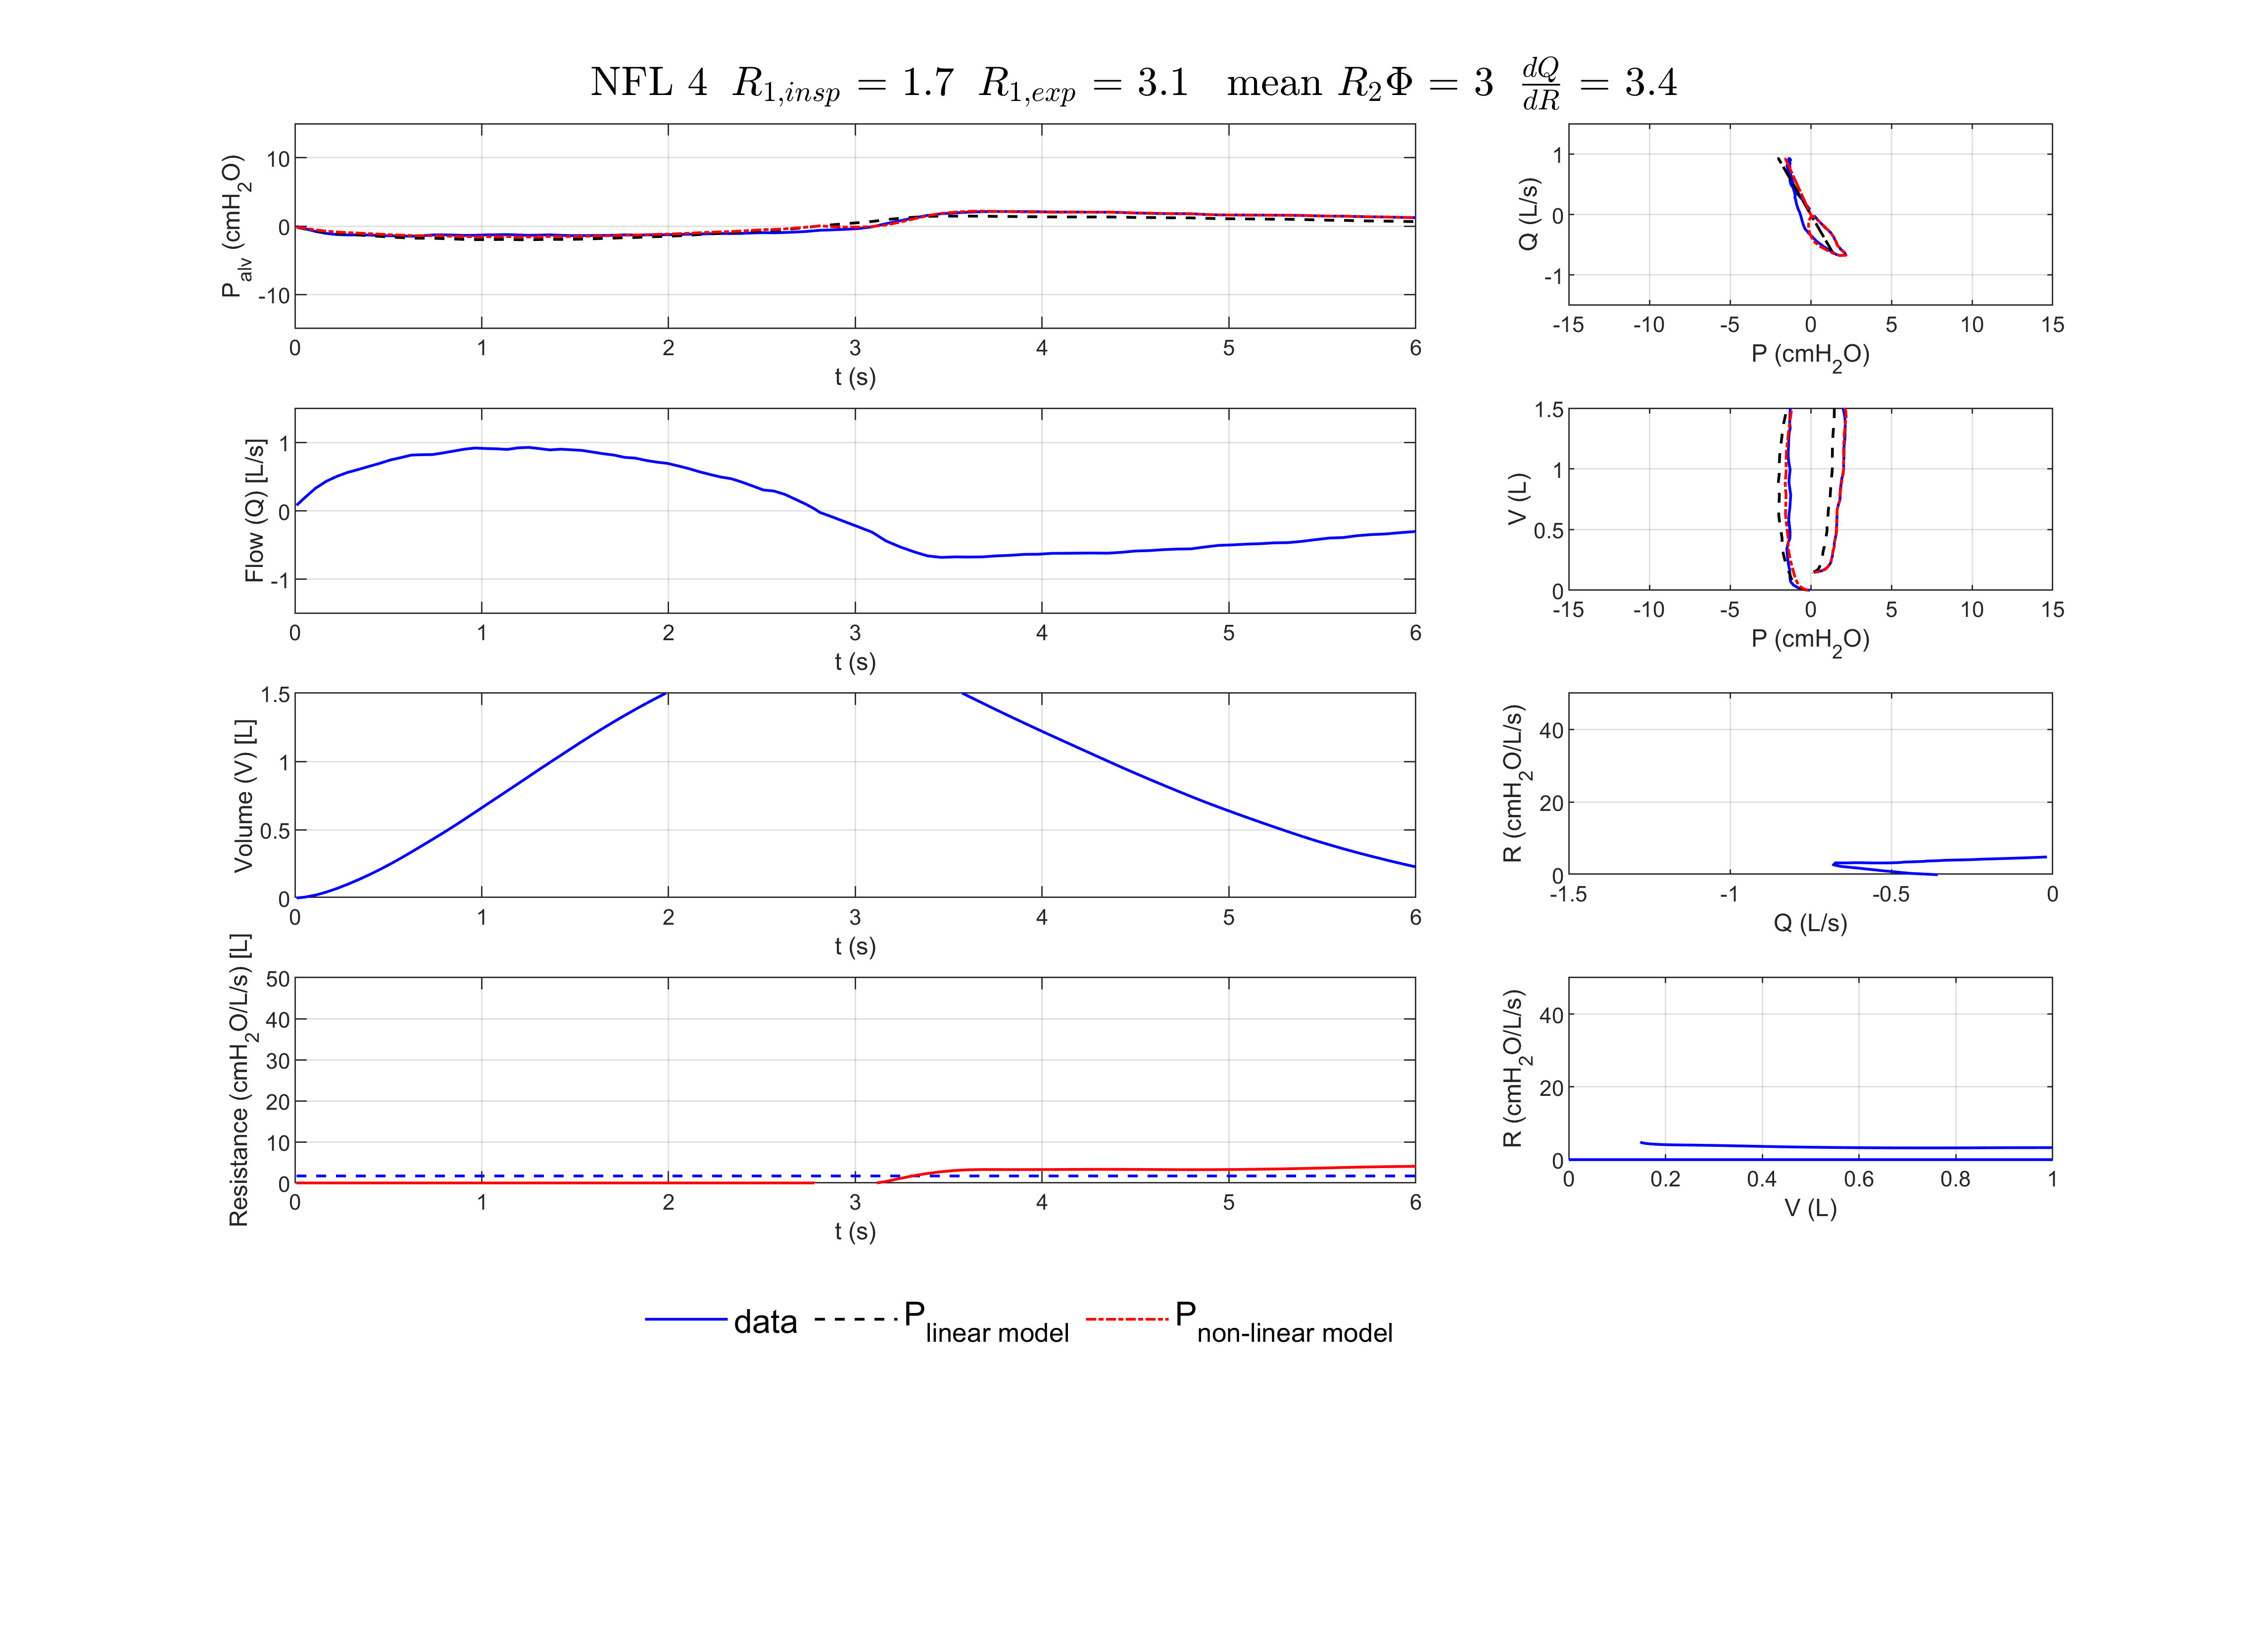 NFL 4 R1,insp = 1.7 R1,exp = 3.1 mean R2Φ = 3 dQ/dR = 3.4
Palv (cmH2O)
10
0
-10
0 1 2 3 4 5 6
t (s)
Q (L/s)
1
0
-1
-15 -10 -5 0 5 10 15
P (cmH2O)
Flow (Q) [L/s]
1
0
-1
0 1 2 3 4 5 6
t (s)
V (L)
1.5
1
0.5
0
-15 -10 -5 0 5 10 15
P (cmH2O)
Volume (V) [L]
1.5
1
0.5
0
0 1 2 3 4 5 6
t (s)
R (cmH2O/L/s)
40
20
0
-1.5 -1 -0.5 0
Q (L/s)
Resistance (cmH2O/L/s) [L]
50
40
30
20
10
0
0 1 2 3 4 5 6
t (s)
R (cmH2O/L/s)
40
20
0
0 0.2 0.4 0.6 0.8 1
V (L)
data Plinear model Pnon-linear model